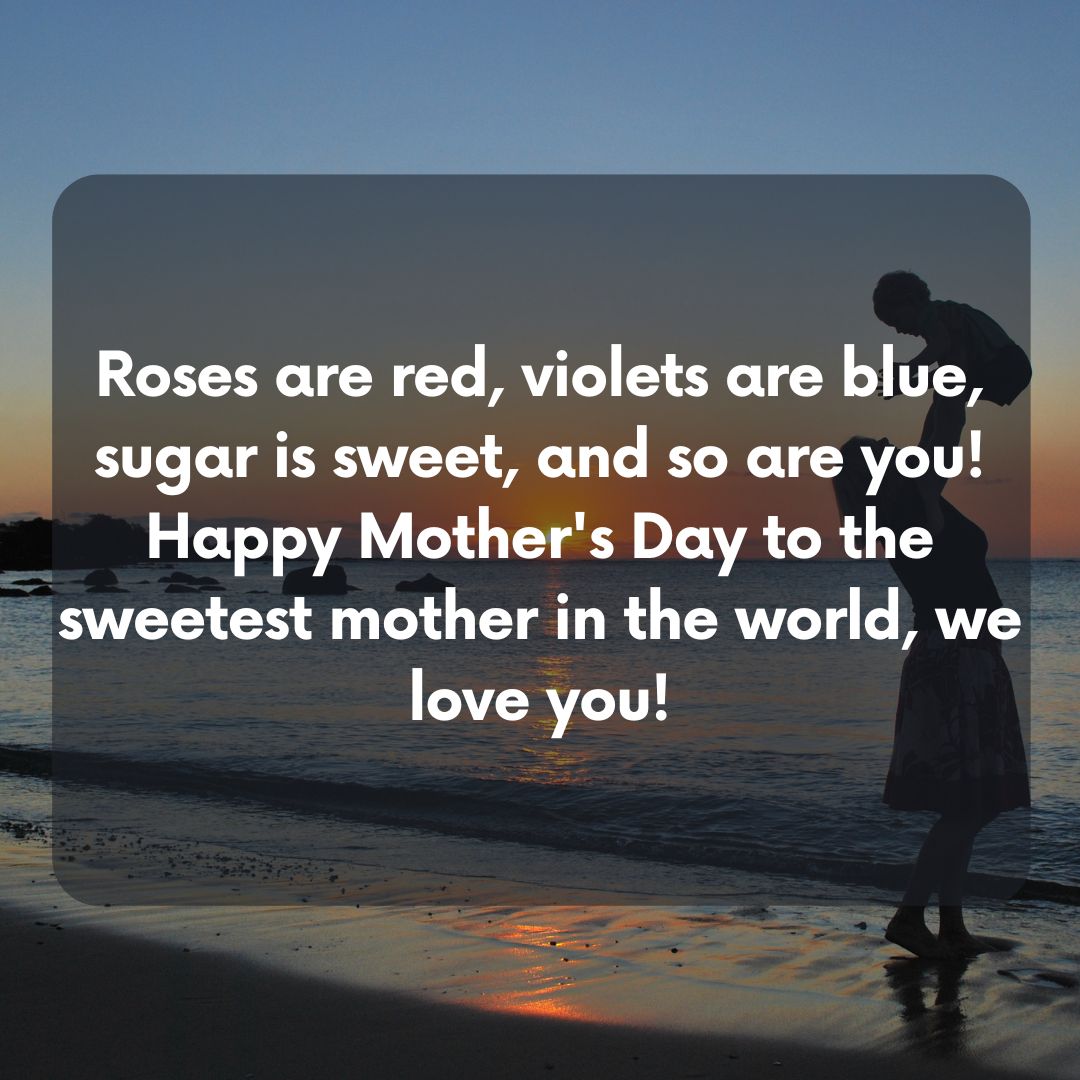 Roses are red, violets are blue,
sugar is sweet, and so are you!
Happy Mother's Day to the
sweetest mother in the world, we
love you!